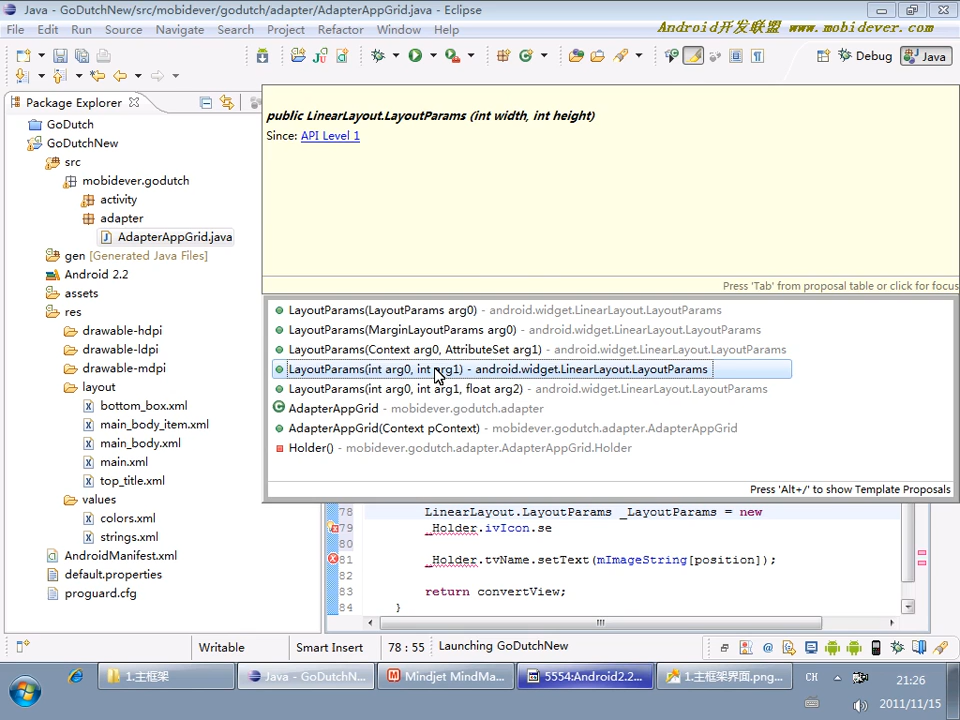 Java - GoDutchNew/src/mobidever/godutch/adapter/AdapterAppGrid.java - Eclipse
File Edit Run Source Navigate Search Project Refactor Window Help
Android开发联盟 www.mobidever.com
Debug Java
Package Explorer
GoDutch
GoDutchNew
src
mobidever.godutch
activity
adapter
AdapterAppGrid.java
gen [Generated Java Files]
Android 2.2
assets
res
drawable-hdpi
drawable-ldpi
drawable-mdpi
layout
bottom_box.xml
main_body_item.xml
main_body.xml
main.xml
top_title.xml
values
colors.xml
strings.xml
AndroidManifest.xml
default.properties
proguard.cfg
public LinearLayout.LayoutParams (int width, int height)
Since: API Level 1
Press 'Tab' from proposal table or click for focus
LayoutParams(LayoutParams arg0) - android.widget.LinearLayout.LayoutParams
LayoutParams(MarginLayoutParams arg0) - android.widget.LinearLayout.LayoutParams
LayoutParams(Context arg0, AttributeSet arg1) - android.widget.LinearLayout.LayoutParams
LayoutParams(int arg0, int arg1) - android.widget.LinearLayout.LayoutParams
LayoutParams(int arg0, int arg1, float arg2) - android.widget.LinearLayout.LayoutParams
AdapterAppGrid - mobidever.godutch.adapter
AdapterAppGrid(Context pContext) - mobidever.godutch.adapter.AdapterAppGrid
Holder() - mobidever.godutch.adapter.AdapterAppGrid.Holder
Press 'Alt+/' to show Template Proposals
78 LinearLayout.LayoutParams _LayoutParams = new
79 _Holder.ivIcon.se
80
81 _Holder.tvName.setText(mImageString[position]);
82
83 return convertView;
84 }
Writable Smart Insert 78 : 55 Launching GoDutchNew
1.主框架 Java - GoDutchN... Mindjet MindMa... 5554:Android2.2... 1.主框架界面.png... CH 21:26
2011/11/15